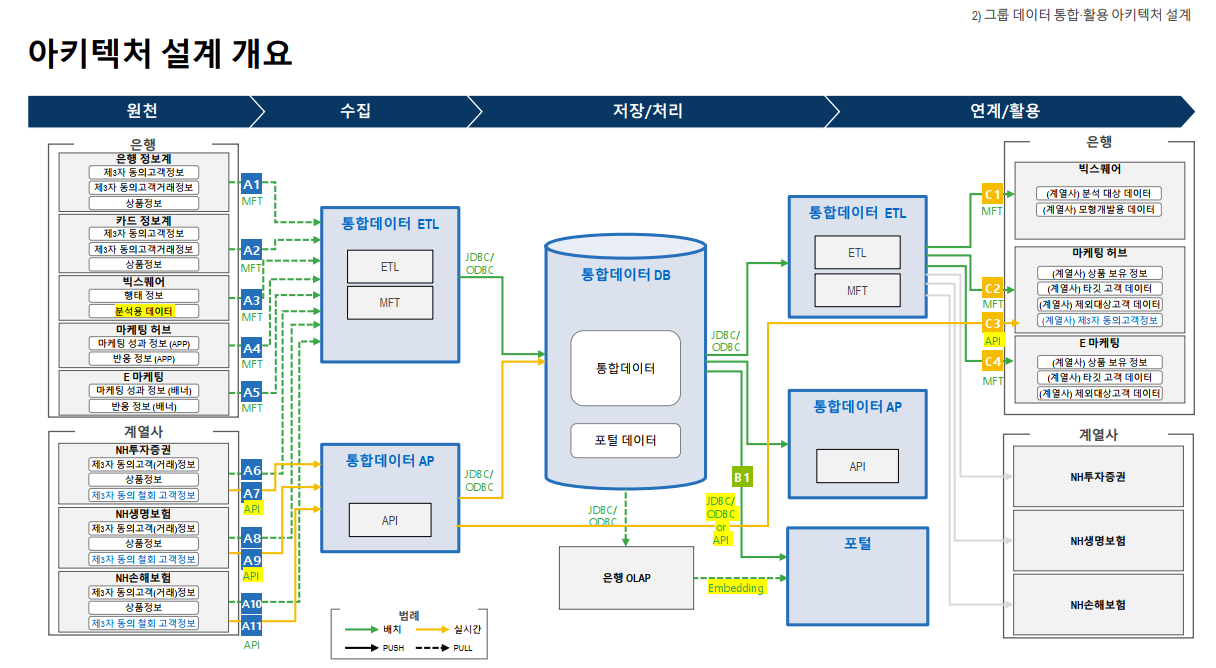 2) 그룹 데이터 통합·활용 아키텍처 설계
아키텍처 설계 개요
원천
수집
저장/처리
연계/활용
은행
은행 정보계
제3자 동의고객정보
제3자 동의고객거래정보
상품정보
카드 정보계
제3자 동의고객정보
제3자 동의고객거래정보
상품정보
빅스퀘어
행태 정보
분석용 데이터
마케팅 허브
마케팅 성과 정보 (APP)
반응 정보 (APP)
E 마케팅
마케팅 성과 정보 (배너)
반응 정보 (배너)
계열사
NH투자증권
제3자 동의고객(거래)정보
상품정보
제3자 동의 철회 고객정보
NH생명보험
제3자 동의고객(거래)정보
상품정보
제3자 동의 철회 고객정보
NH손해보험
제3자 동의고객(거래)정보
상품정보
제3자 동의 철회 고객정보
A1
MFT
A2
MFT
A3
MFT
A4
MFT
A5
MFT
A6
A7
API
A8
A9
API
A10
A11
API
통합데이터 ETL
ETL
MFT
통합데이터 AP
API
JDBC/
ODBC
JDBC/
ODBC
통합데이터 DB
통합데이터
포털 데이터
JDBC/
ODBC
은행 OLAP
JDBC/
ODBC
B1
JDBC/
ODBC
or
API
Embedding
통합데이터 ETL
ETL
MFT
통합데이터 AP
API
포털
C1
MFT
C2
MFT
C3
API
C4
MFT
은행
빅스퀘어
(계열사) 분석 대상 데이터
(계열사) 모형개발용 데이터
마케팅 허브
(계열사) 상품 보유 정보
(계열사) 타깃 고객 데이터
(계열사) 제외대상고객 데이터
(계열사) 제3자 동의고객정보
E 마케팅
(계열사) 상품 보유 정보
(계열사) 타깃 고객 데이터
(계열사) 제외대상고객 데이터
계열사
NH투자증권
NH생명보험
NH손해보험
범례
배치
실시간
PUSH
PULL